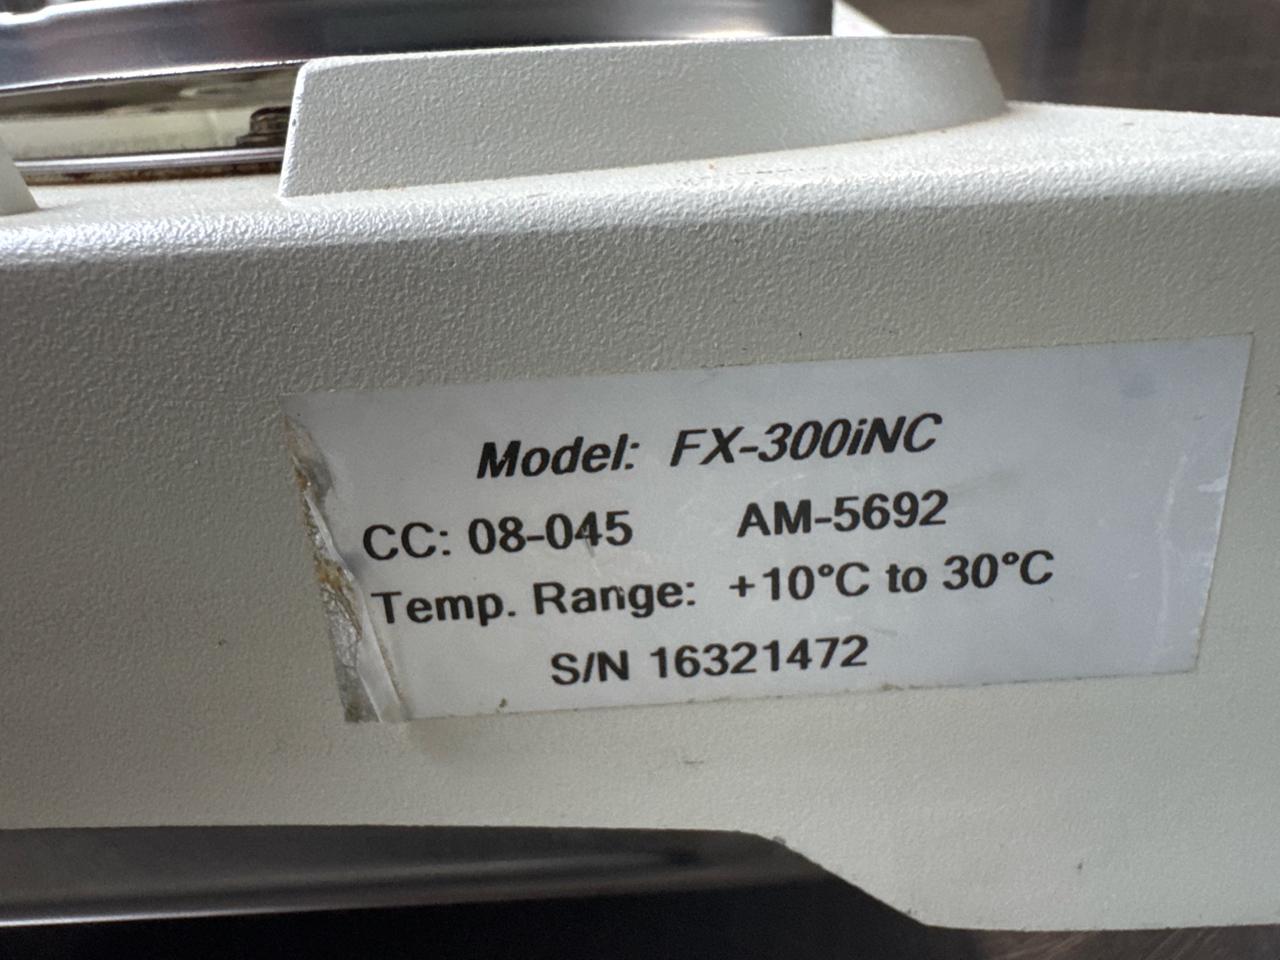 Model: FX-300iNC
CC: 08-045 AM-5692
Temp. Range: +10°C to 30°C
S/N 16321472